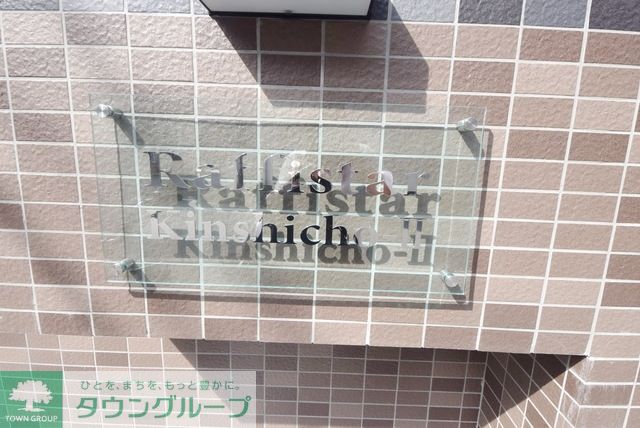 Raffistar
Kinshicho-II
ひとを、まちを、もっと豊かに。
タウングループ
TOWN GROUP